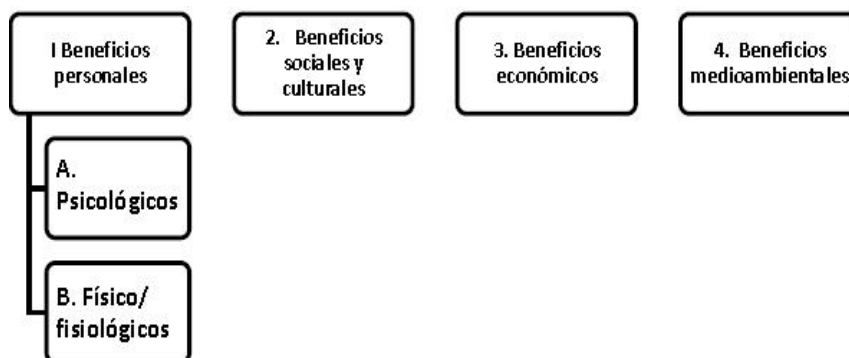 I Beneficios
personales
2. Beneficios
sociales y
culturales
3. Beneficios
económicos
4. Beneficios
medioambientales
A.
Psicológicos
B. Físico/
fisiológicos